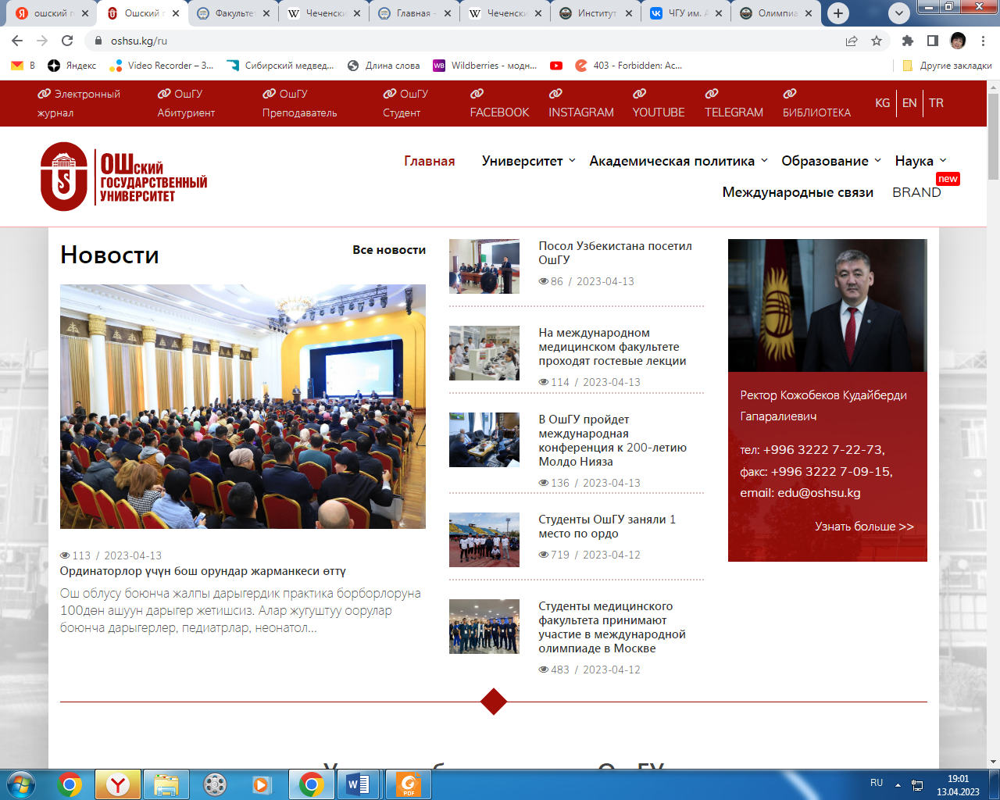 ошский г
Ошский г
Факультет
Чеченски
Главная -
Чеченски
Институт
ЧГУ им. А
Олимпиа
oshsu.kg/ru
В
Яндекс
Video Recorder – З...
Сибирский медвед...
Длина слова
Wildberries - модн...
403 - Forbidden: Ac...
Другие закладки
Электронный журнал
ОшГУ Абитуриент
ОшГУ Преподаватель
ОшГУ Студент
FACEBOOK
INSTAGRAM
YOUTUBE
TELEGRAM
БИБЛИОТЕКА
KG
EN
TR
ОШский
ГОСУДАРСТВЕННЫЙ
УНИВЕРСИТЕТ
Главная
Университет
Академическая политика
Образование
Наука
Международные связи
BRAND
new
Новости
Все новости
113 / 2023-04-13
Ординаторлор үчүн бош орундар жарманкеси өттү
Ош облусу боюнча жалпы дарыгердик практика борборлоруна
100дөн ашуун дарыгер жетишсиз. Алар жугуштуу оорулар
боюнча дарыгерлер, педиатрлар, неонатол...
Посол Узбекистана посетил
ОшГУ
86 / 2023-04-13
На международном
медицинском факультете
проходят гостевые лекции
114 / 2023-04-13
В ОшГУ пройдет
международная
конференция к 200-летию
Молдо Нияза
136 / 2023-04-13
Студенты ОшГУ заняли 1
место по ордо
719 / 2023-04-12
Студенты медицинского
факультета принимают
участие в международной
олимпиаде в Москве
483 / 2023-04-12
Ректор Кожобеков Кудайберди
Гапаралиевич
тел: +996 3222 7-22-73,
факс: +996 3222 7-09-15,
email: edu@oshsu.kg
Узнать больше >>
RU
19:01
13.04.2023